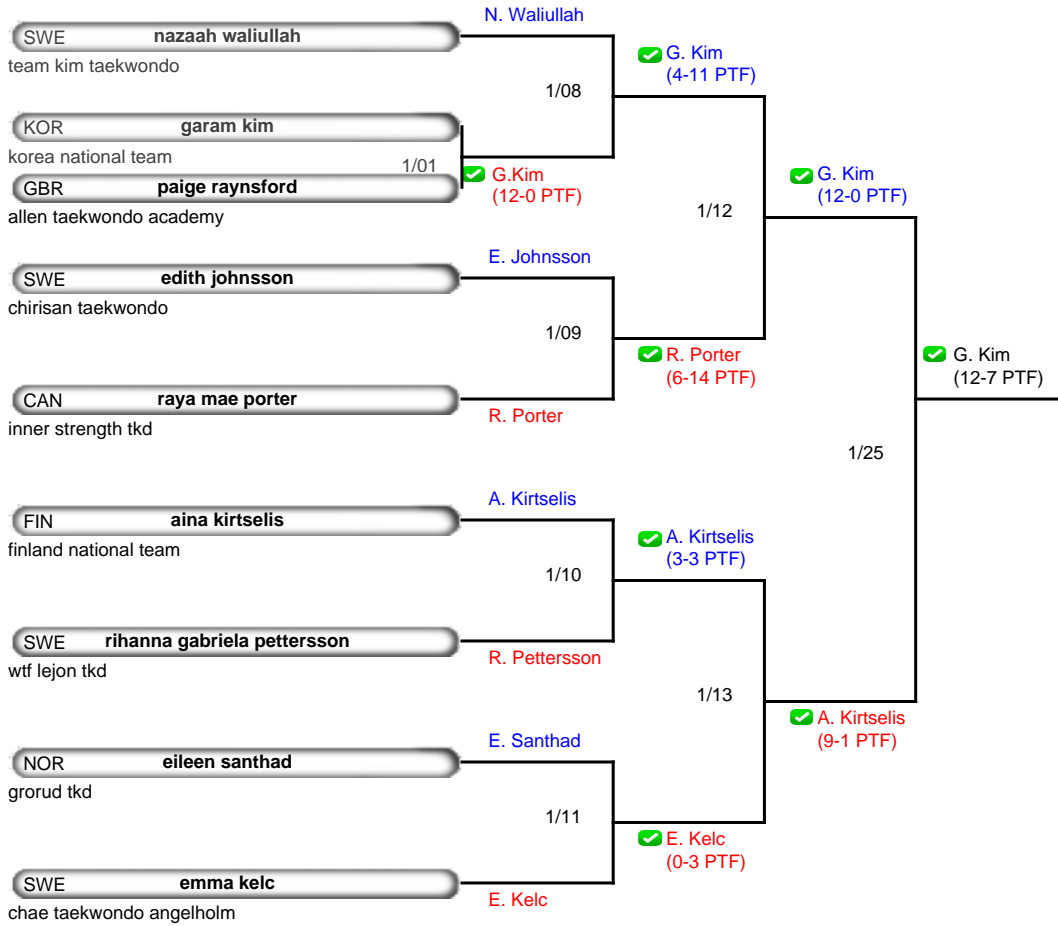 N. Waliullah
SWE nazaah waliullah
team kim taekwondo
G. Kim
(4-11 PTF)
1/08
KOR garam kim
korea national team
1/01
G.Kim
(12-0 PTF)
GBR paige raynsford
allen taekwondo academy
G. Kim
(12-0 PTF)
1/12
E. Johnsson
SWE edith johnsson
chirisan taekwondo
1/09
R. Porter
(6-14 PTF)
G. Kim
(12-7 PTF)
CAN raya mae porter
R. Porter
inner strength tkd
1/25
A. Kirtselis
FIN aina kirtselis
finland national team
A. Kirtselis
(3-3 PTF)
1/10
SWE rihanna gabriela pettersson
R. Pettersson
wtf lejon tkd
1/13
A. Kirtselis
(9-1 PTF)
E. Santhad
NOR eileen santhad
grorud tkd
1/11
E. Kelc
(0-3 PTF)
SWE emma kelc
E. Kelc
chae taekwondo angelholm